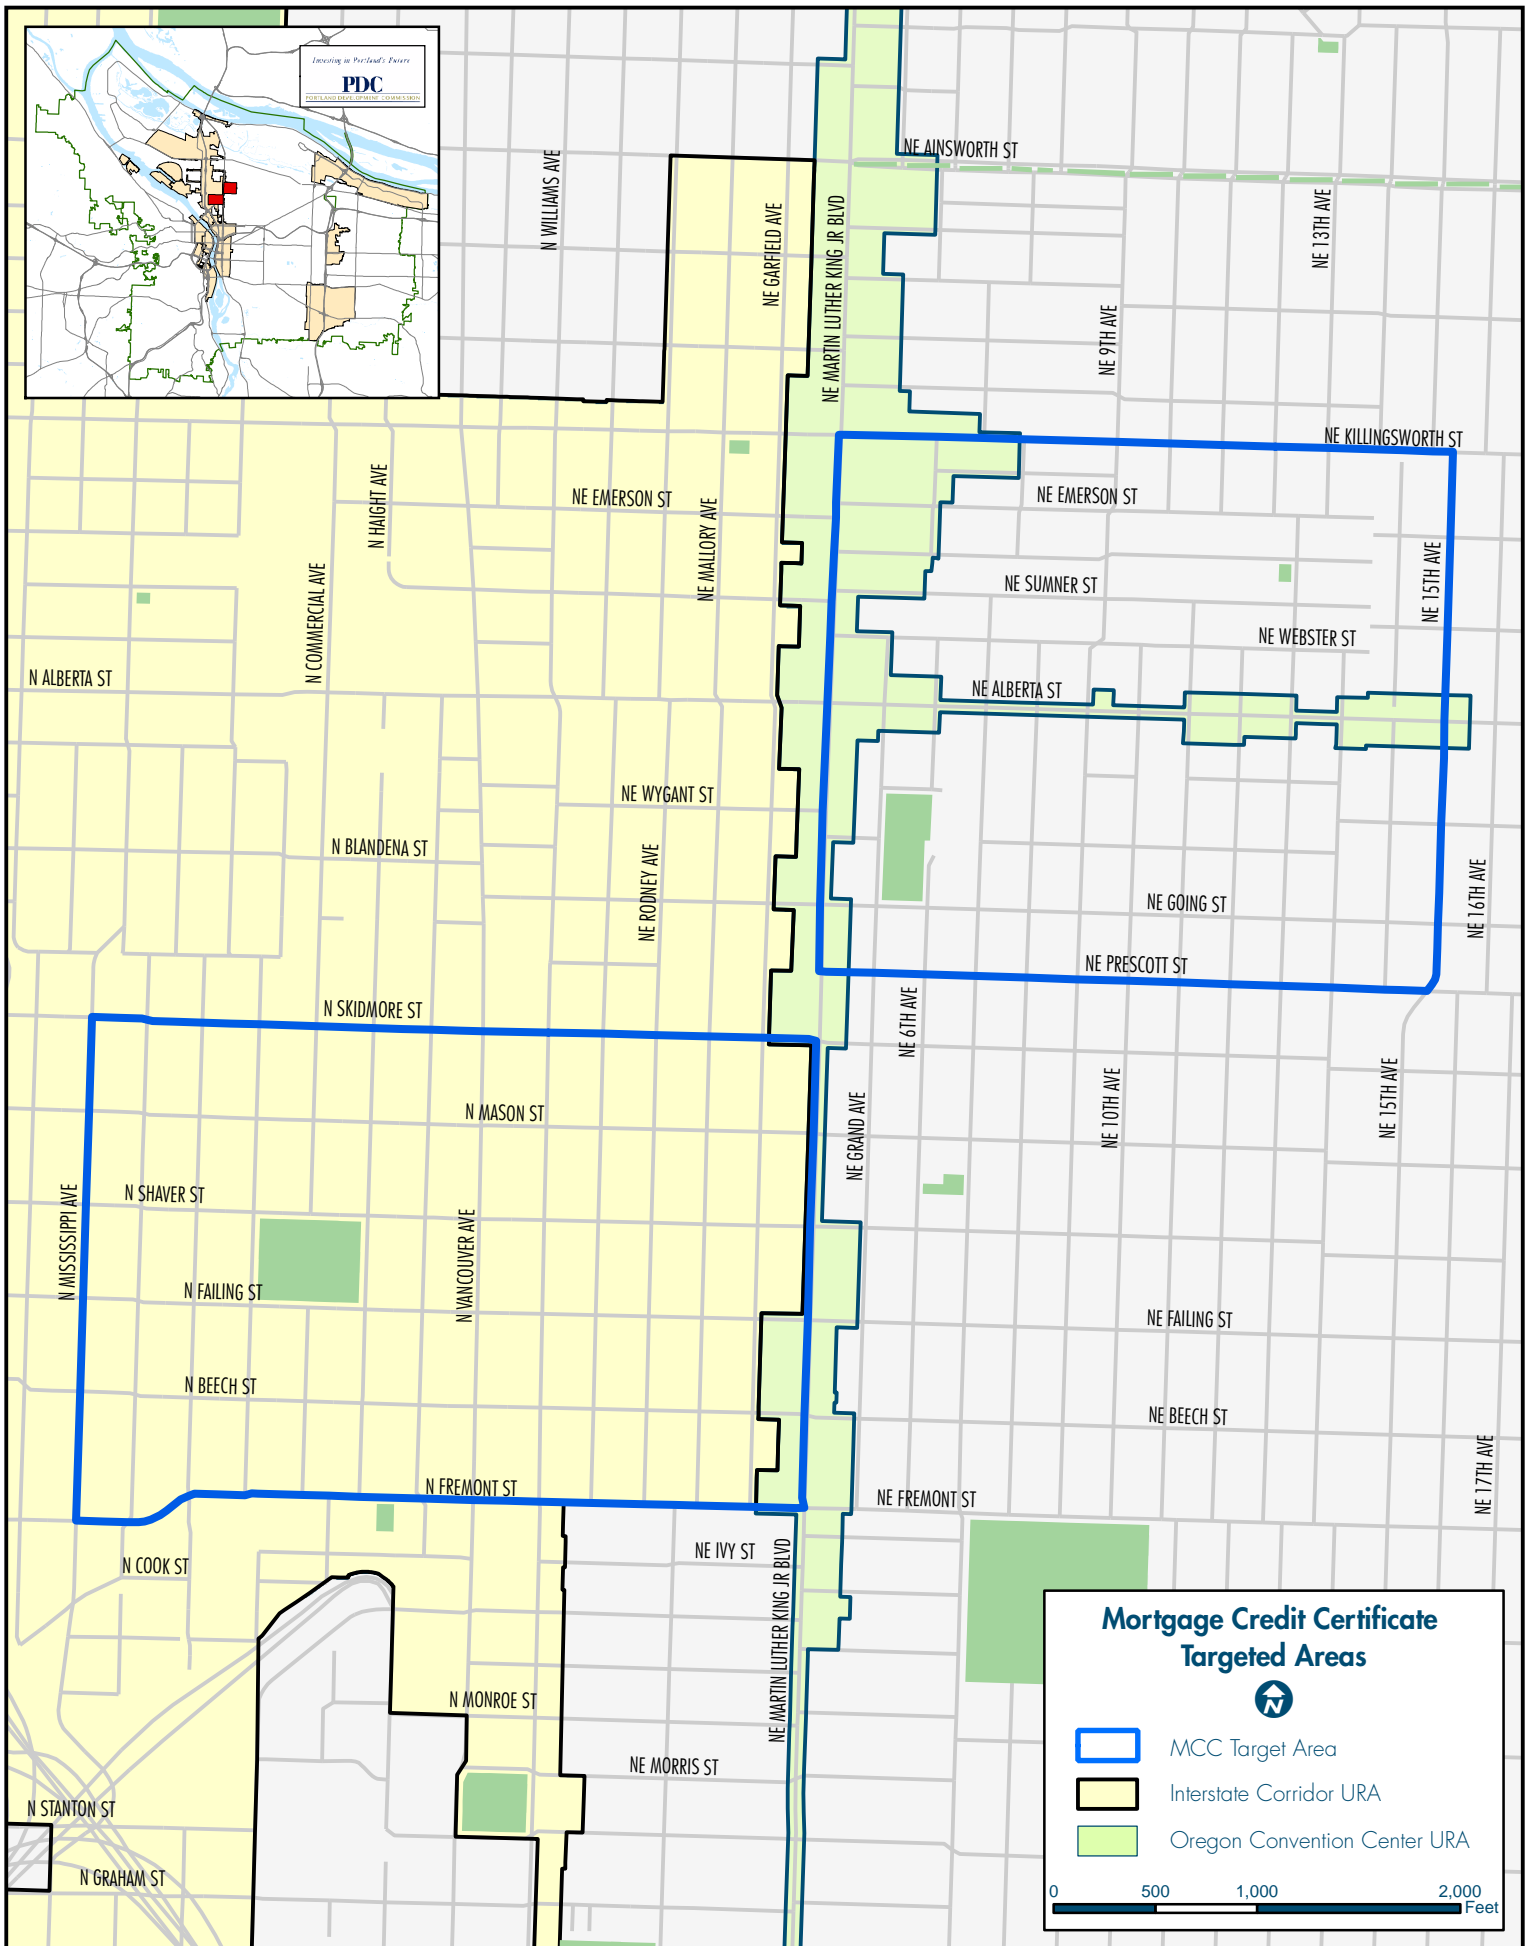 Investing in Portland's Future
PDC
PORTLAND DEVELOPMENT COMMISSION
NE AINSWORTH ST
N WILLIAMS AVE
NE GARFIELD AVE
NE MARTIN LUTHER KING JR BLVD
NE 13TH AVE
NE 9TH AVE
NE KILLINGSWORTH ST
N HAIGHT AVE
NE EMERSON ST
NE MALLORY AVE
NE EMERSON ST
NE 15TH AVE
N COMMERCIAL AVE
NE SUMNER ST
NE WEBSTER ST
N ALBERTA ST
NE ALBERTA ST
NE WYGANT ST
N BLANDENA ST
NE RODNEY AVE
NE GOING ST
NE 16TH AVE
NE PRESCOTT ST
N SKIDMORE ST
NE 6TH AVE
N MASON ST
NE GRAND AVE
NE 10TH AVE
NE 15TH AVE
N SHAVER ST
N MISSISSIPPI AVE
N VANCOUVER AVE
N FAILING ST
NE FAILING ST
N BEECH ST
NE BEECH ST
NE 17TH AVE
N FREMONT ST
NE FREMONT ST
NE IVY ST
N COOK ST
NE MARTIN LUTHER KING JR BLVD
N MONROE ST
NE MORRIS ST
N STANTON ST
N GRAHAM ST
Mortgage Credit Certificate
Targeted Areas
N
MCC Target Area
Interstate Corridor URA
Oregon Convention Center URA
0 500 1,000 2,000
Feet